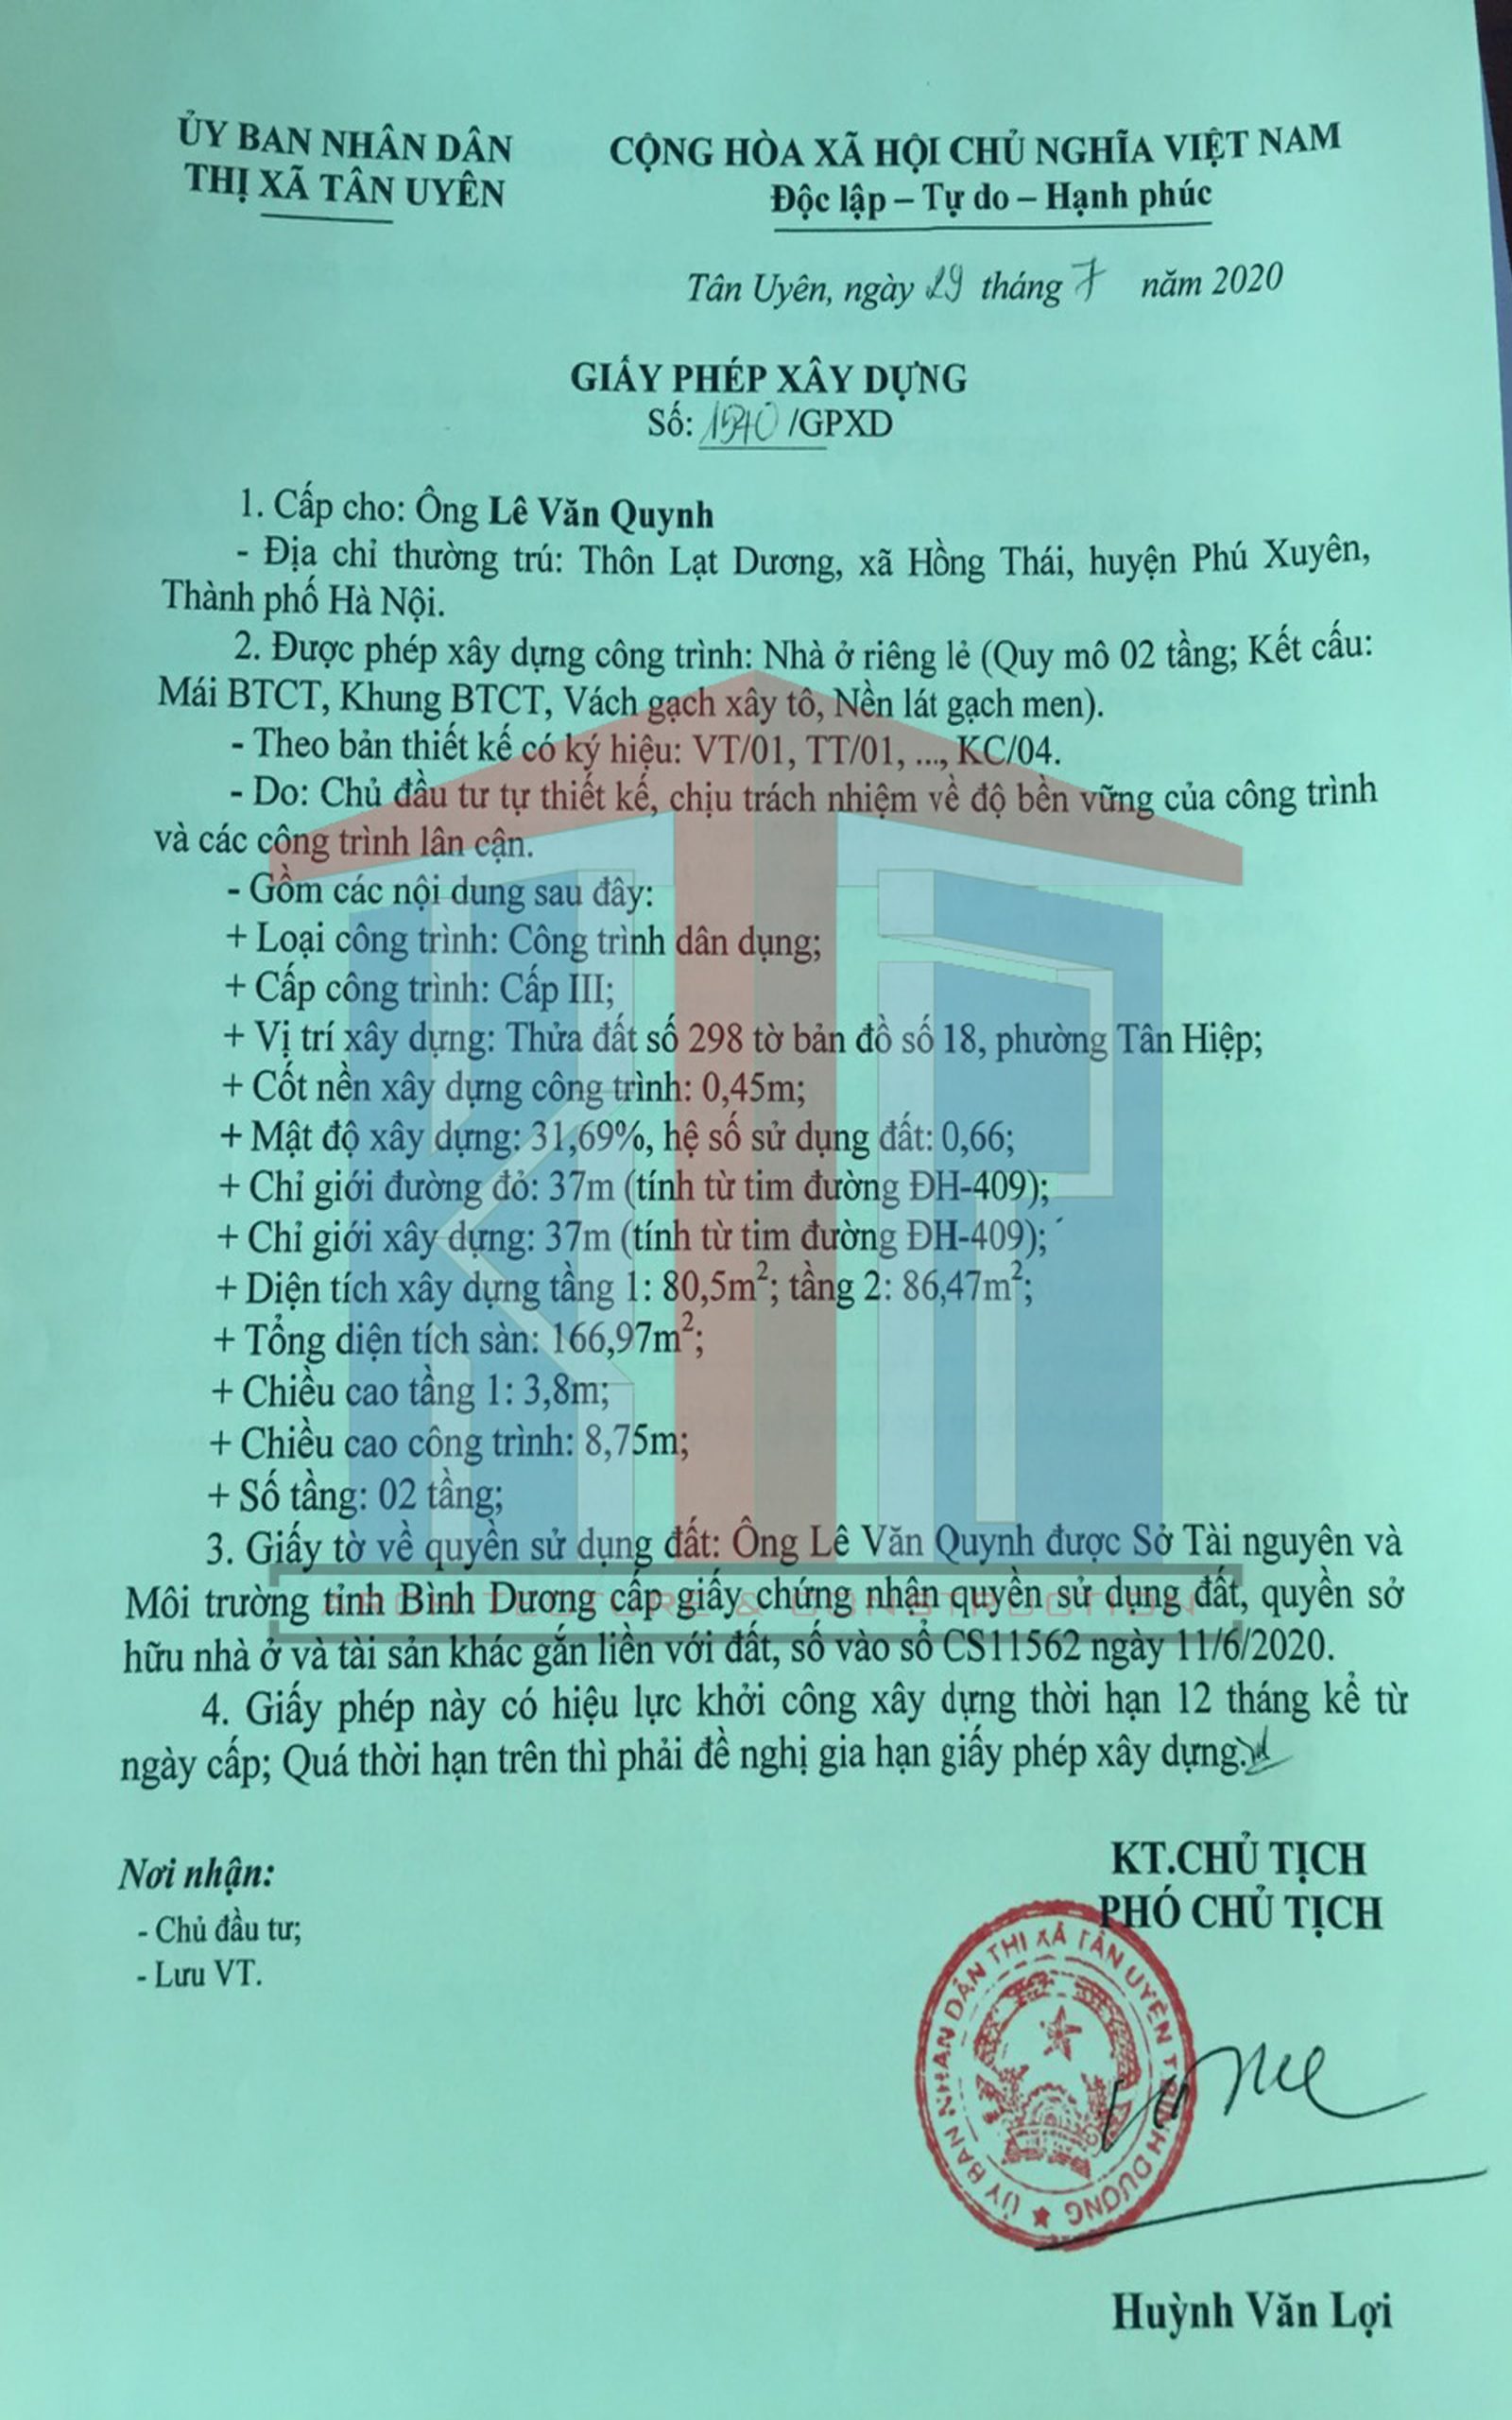 ỦY BAN NHÂN DÂN
THỊ XÃ TÂN UYÊN
CỘNG HÒA XÃ HỘI CHỦ NGHĨA VIỆT NAM
Độc lập – Tự do – Hạnh phúc
Tân Uyên, ngày 29 tháng 7 năm 2020
GIẤY PHÉP XÂY DỰNG
Số: 1540 /GPXD
1. Cấp cho: Ông Lê Văn Quynh
- Địa chỉ thường trú: Thôn Lạt Dương, xã Hồng Thái, huyện Phú Xuyên,
Thành phố Hà Nội.
2. Được phép xây dựng công trình: Nhà ở riêng lẻ (Quy mô 02 tầng; Kết cấu:
Mái BTCT, Khung BTCT, Vách gạch xây tô, Nền lát gạch men).
- Theo bản thiết kế có ký hiệu: VT/01, TT/01, ..., KC/04.
- Do: Chủ đầu tư tự thiết kế, chịu trách nhiệm về độ bền vững của công trình
và các công trình lân cận.
- Gồm các nội dung sau đây:
+ Loại công trình: Công trình dân dụng;
+ Cấp công trình: Cấp III;
+ Vị trí xây dựng: Thửa đất số 298 tờ bản đồ số 18, phường Tân Hiệp;
+ Cốt nền xây dựng công trình: 0,45m;
+ Mật độ xây dựng: 31,69%, hệ số sử dụng đất: 0,66;
+ Chỉ giới đường đỏ: 37m (tính từ tim đường ĐH-409);
+ Chỉ giới xây dựng: 37m (tính từ tim đường ĐH-409);
+ Diện tích xây dựng tầng 1: 80,5m²; tầng 2: 86,47m²;
+ Tổng diện tích sàn: 166,97m²;
+ Chiều cao tầng 1: 3,8m;
+ Chiều cao công trình: 8,75m;
+ Số tầng: 02 tầng;
3. Giấy tờ về quyền sử dụng đất: Ông Lê Văn Quynh được Sở Tài nguyên và
Môi trường tỉnh Bình Dương cấp giấy chứng nhận quyền sử dụng đất, quyền sở
ARCHITECTURE & CONSTRUCTION
hữu nhà ở và tài sản khác gắn liền với đất, số vào sổ CS11562 ngày 11/6/2020.
4. Giấy phép này có hiệu lực khởi công xây dựng thời hạn 12 tháng kể từ
ngày cấp; Quá thời hạn trên thì phải đề nghị gia hạn giấy phép xây dựng.
Nơi nhận:
- Chủ đầu tư;
- Lưu VT.
KT.CHỦ TỊCH
PHÓ CHỦ TỊCH
ỦY BAN NHÂN DÂN THỊ XÃ TÂN UYÊN T.BÌNH DƯƠNG
Huỳnh Văn Lợi